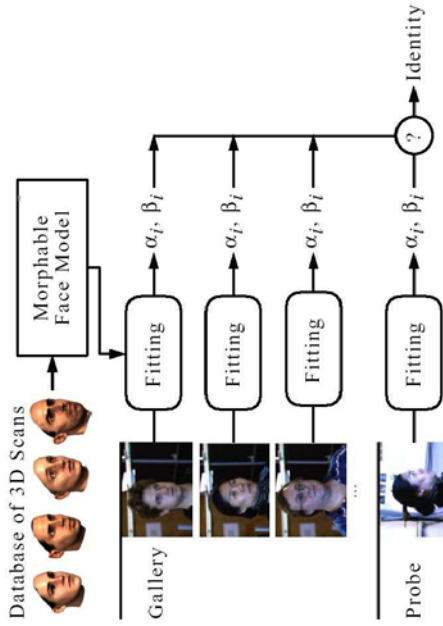 Database of 3D Scans
Morphable
Face Model
Gallery
Fitting
α_i, β_i
Fitting
α_i, β_i
Fitting
α_i, β_i
...
Probe
Fitting
α_i, β_i
?
Identity